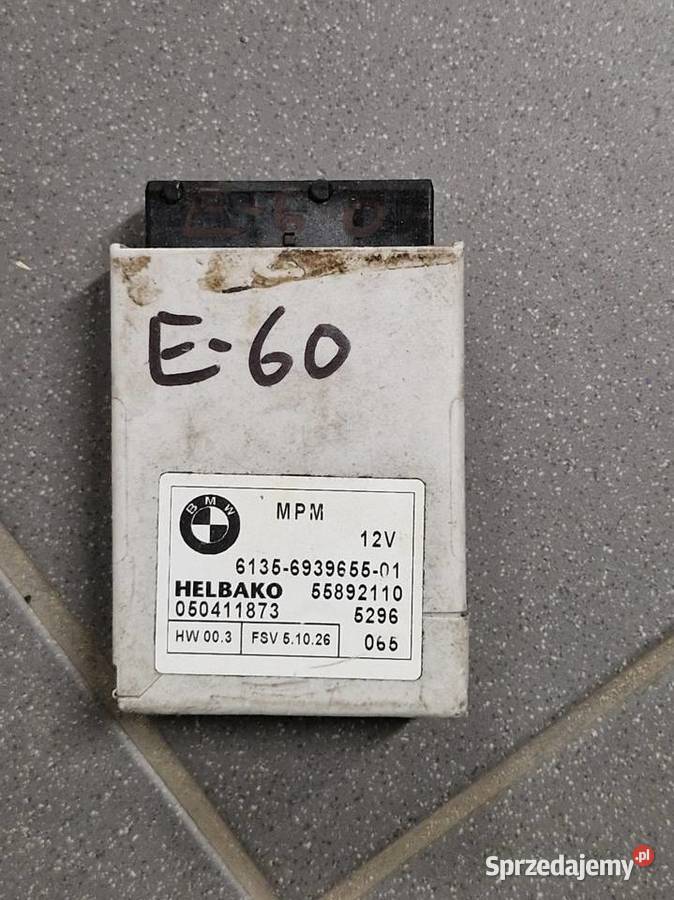 E-60
C
E-60
BMW
MPM
12V
6135-6939655-01
HELBAKO 55892110
050411873 5296
HW 00.3 FSV 5.10.26 065
Sprzedajemy.pl